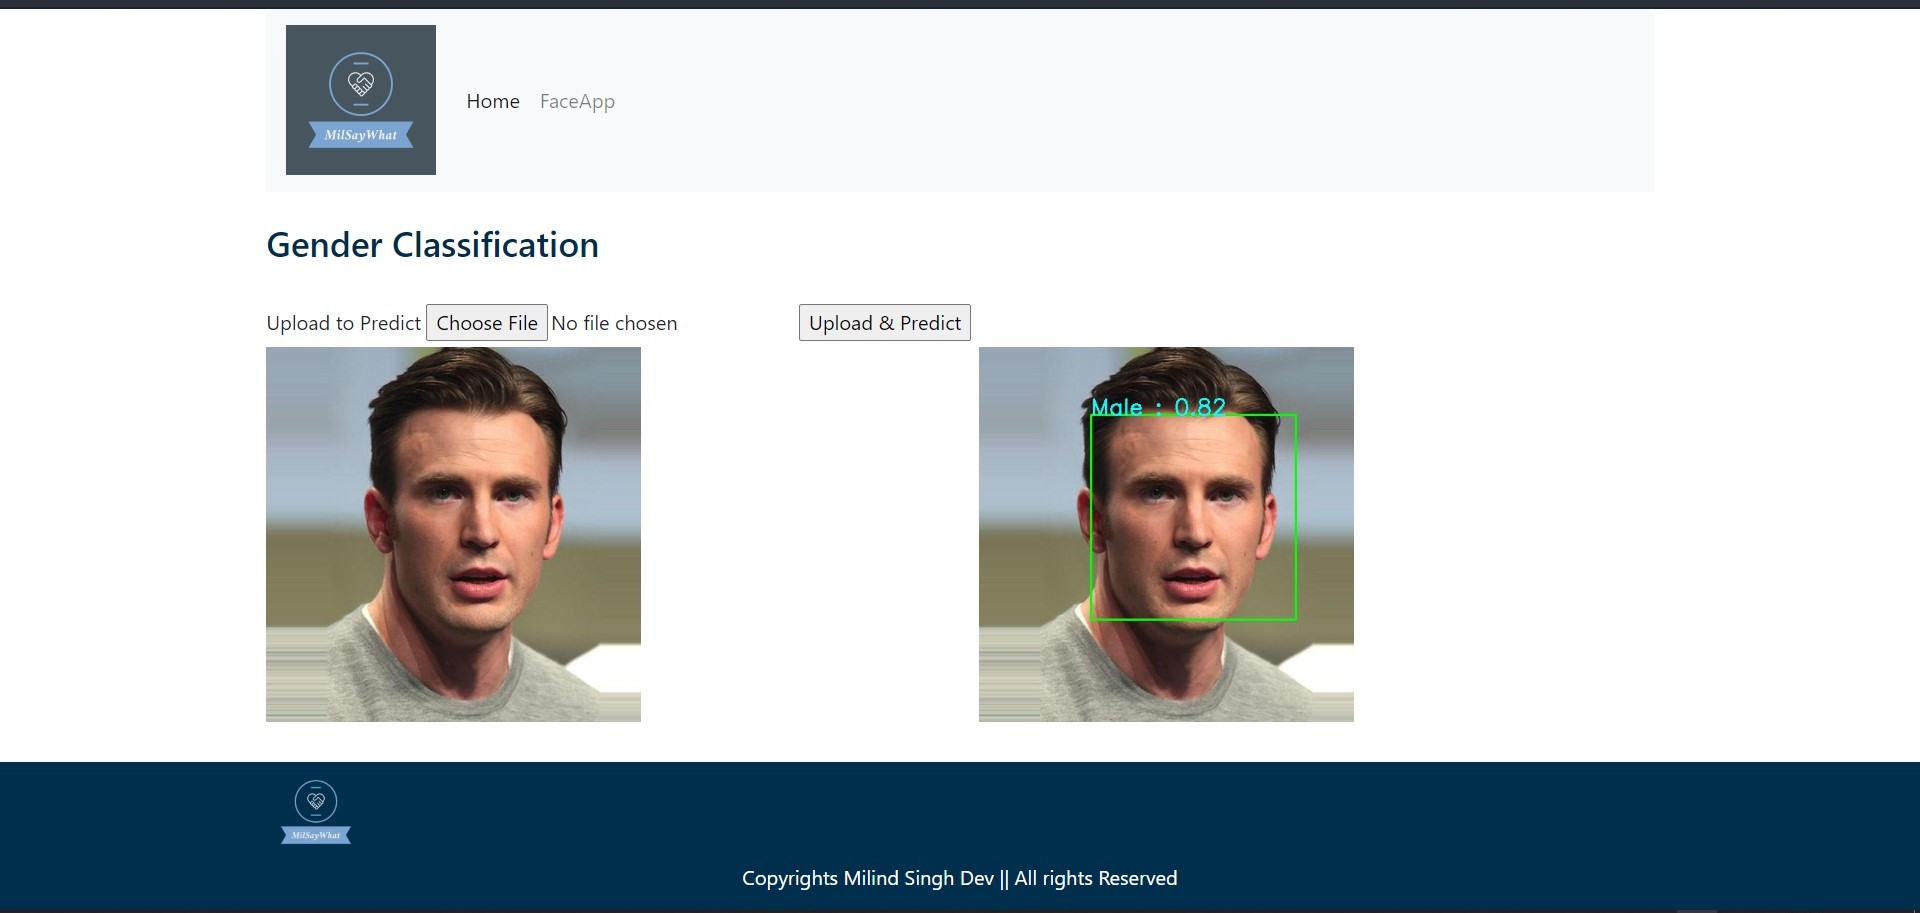 MilSayWhat
Home FaceApp
Gender Classification
Upload to Predict Choose File No file chosen Upload & Predict
Male : 0.82
MilSayWhat
Copyrights Milind Singh Dev || All rights Reserved